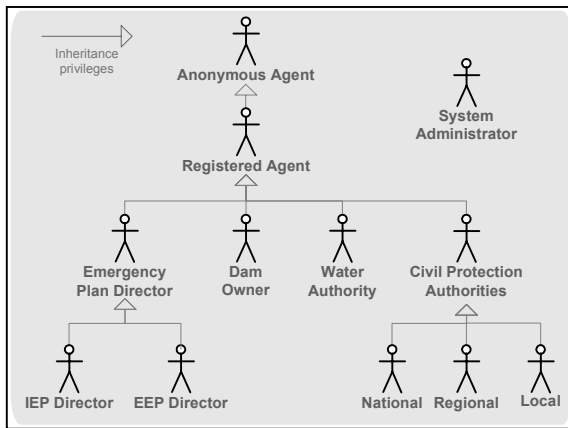 Inheritance
privileges
Anonymous Agent
System
Administrator
Registered Agent
Emergency
Plan Director
Dam
Owner
Water
Authority
Civil Protection
Authorities
IEP Director
EEP Director
National
Regional
Local